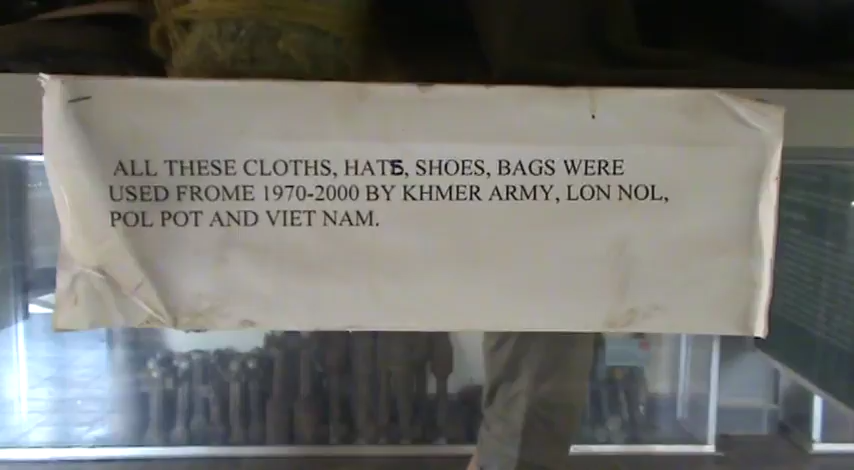 ALL THESE CLOTHS, HATS, SHOES, BAGS WERE
USED FROME 1970-2000 BY KHMER ARMY, LON NOL,
POL POT AND VIET NAM.